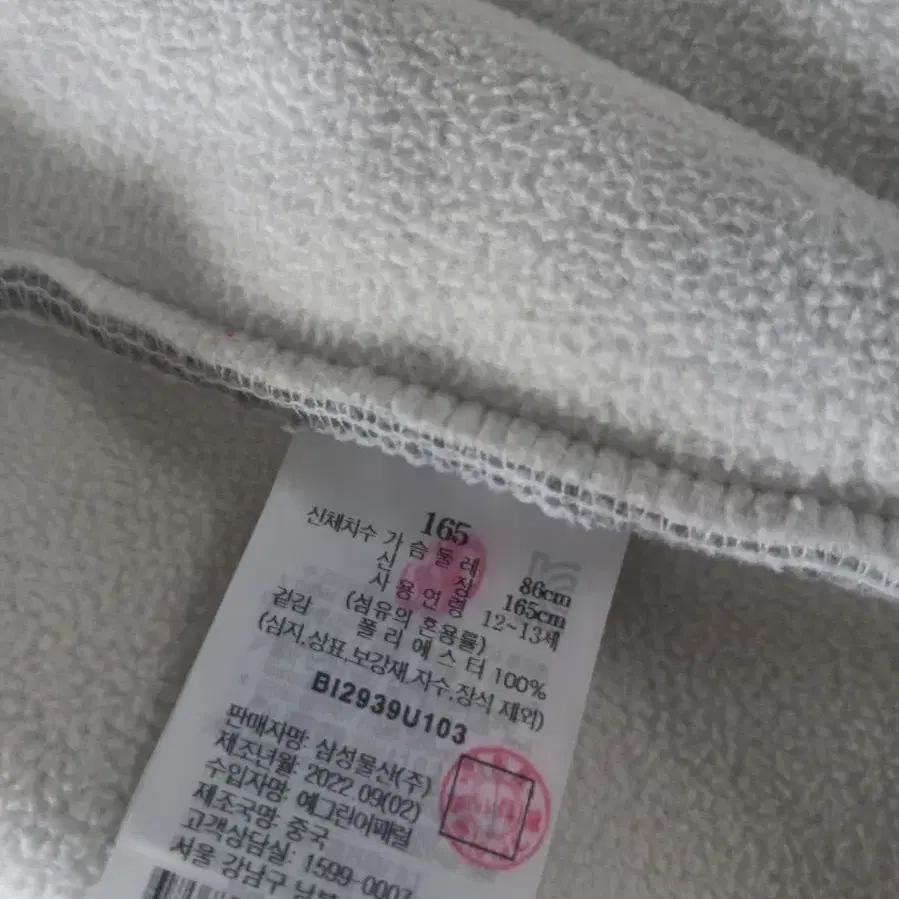 165
신체치수 가슴둘레 86cm
신장 165cm
사용연령 12~13세
(섬유의 혼용률)
겉감 폴리에스터 100%
(심지,상표,보강재,자수,장식 제외)
BI2939U103
판매자명: 삼성물산(주)
제조년월: 2022.09(02)
수입자명: 예그린어패럴
제조국명: 중국
고객상담실: 1599-0007
서울 강남구